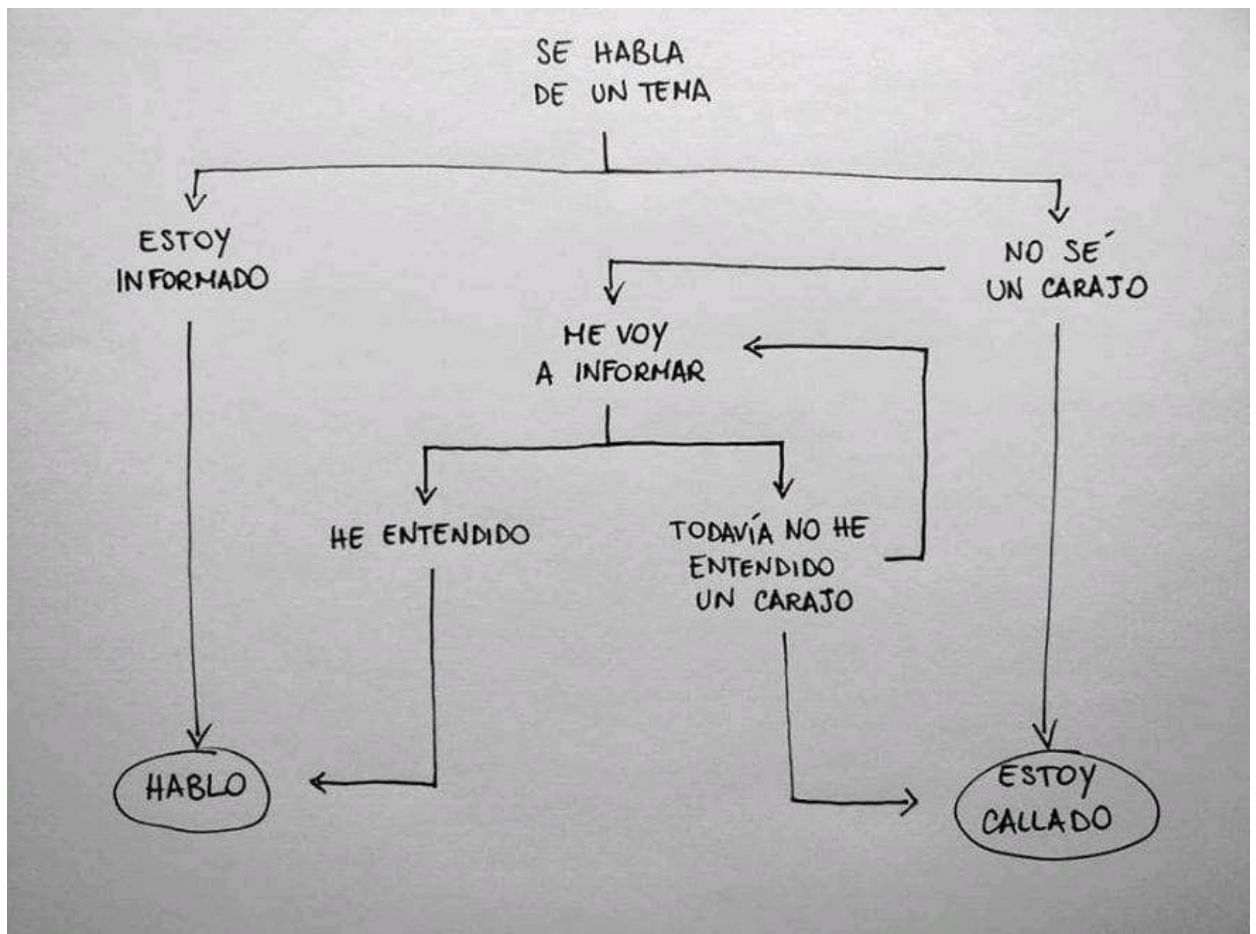 SE HABLA
DE UN TEMA
ESTOY
INFORMADO
NO SÉ
UN CARAJO
ME VOY
A INFORMAR
HE ENTENDIDO
TODAVÍA NO HE
ENTENDIDO
UN CARAJO
HABLO
ESTOY
CALLADO